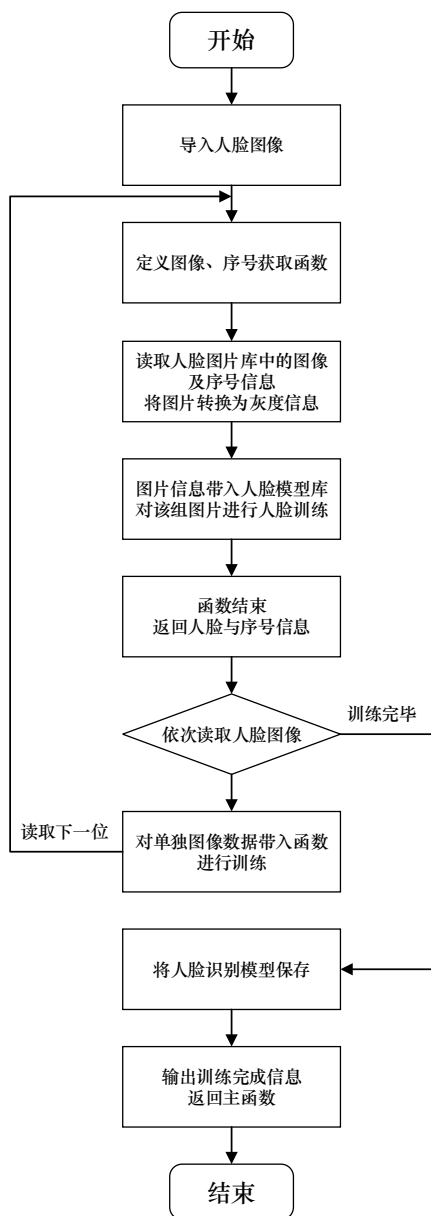 开始
导入人脸图像
定义图像、序号获取函数
读取人脸图片库中的图像
及序号信息
将图片转换为灰度信息
图片信息带入人脸模型库
对该组图片进行人脸训练
函数结束
返回人脸与序号信息
训练完毕
依次读取人脸图像
读取下一位
对单独图像数据带入函数
进行训练
将人脸识别模型保存
输出训练完成信息
返回主函数
结束